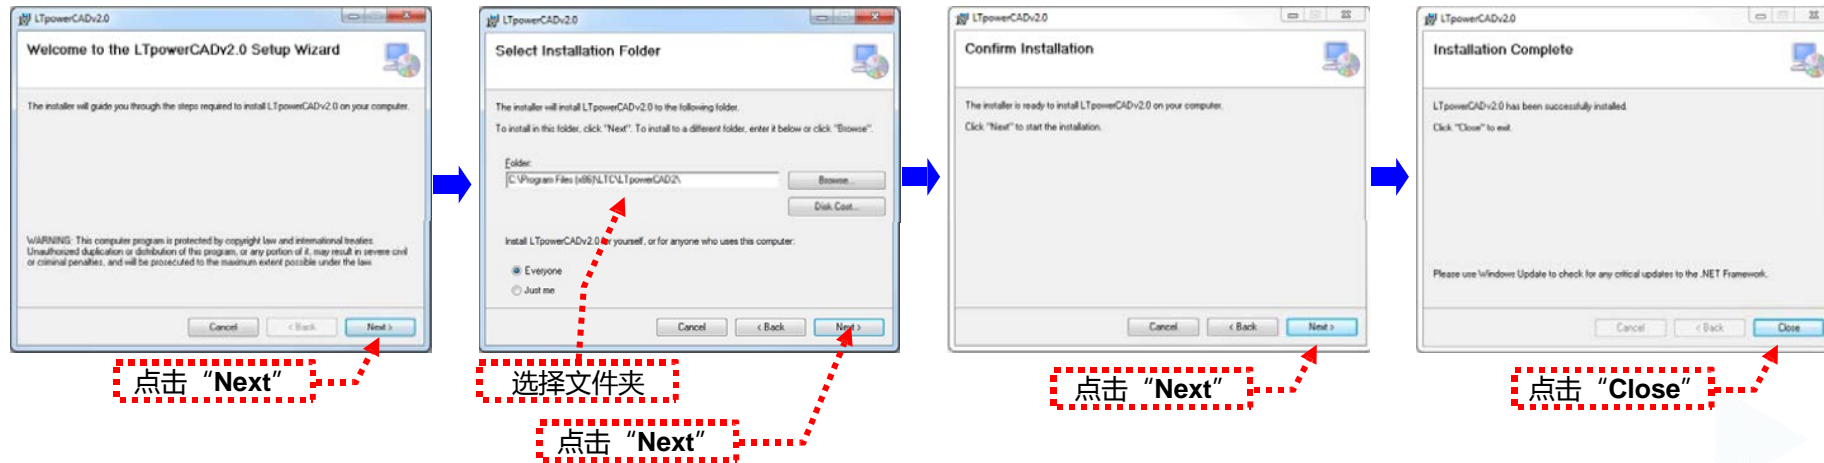 LTpowerCADv2.0
Welcome to the LTpowerCADv2.0 Setup Wizard
The installer will guide you through the steps required to install LTpowerCADv2.0 on your computer.
WARNING: This computer program is protected by copyright law and international treaties.
Unauthorized duplication or distribution of this program, or any portion of it, may result in severe civil
or criminal penalties, and will be prosecuted to the maximum extent possible under the law.
Cancel
< Back
Next >
点击“Next”
LTpowerCADv2.0
Select Installation Folder
The installer will install LTpowerCADv2.0 to the following folder.
To install in this folder, click "Next". To install to a different folder, enter it below or click "Browse".
Folder:
C:\Program Files (x86)\LTC\LTpowerCAD2\
Browse...
Disk Cost...
Install LTpowerCADv2.0 for yourself, or for anyone who uses this computer:
Everyone
Just me
Cancel
< Back
Next >
选择文件夹
点击“Next”
LTpowerCADv2.0
Confirm Installation
The installer is ready to install LTpowerCADv2.0 on your computer.
Click "Next" to start the installation.
Cancel
< Back
Next >
点击“Next”
LTpowerCADv2.0
Installation Complete
LTpowerCADv2.0 has been successfully installed.
Click "Close" to exit.
Please use Windows Update to check for any critical updates to the .NET Framework.
Cancel
< Back
Close
点击“Close”